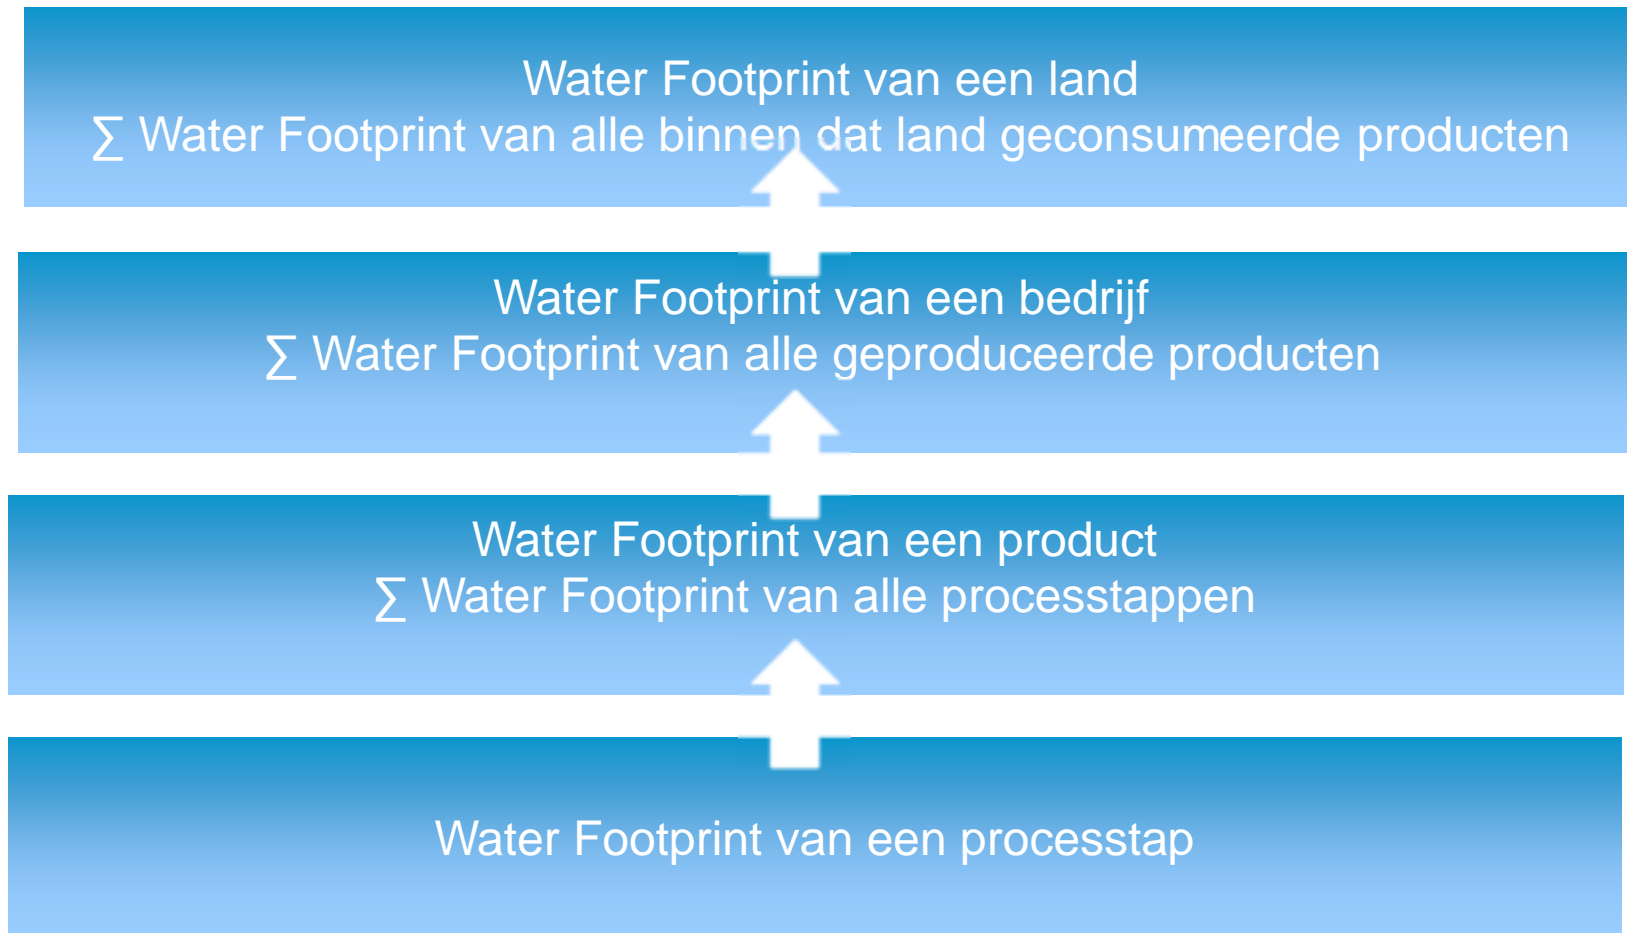 Water Footprint van een land
∑ Water Footprint van alle binnen dat land geconsumeerde producten
Water Footprint van een bedrijf
∑ Water Footprint van alle geproduceerde producten
Water Footprint van een product
∑ Water Footprint van alle processtappen
Water Footprint van een processtap